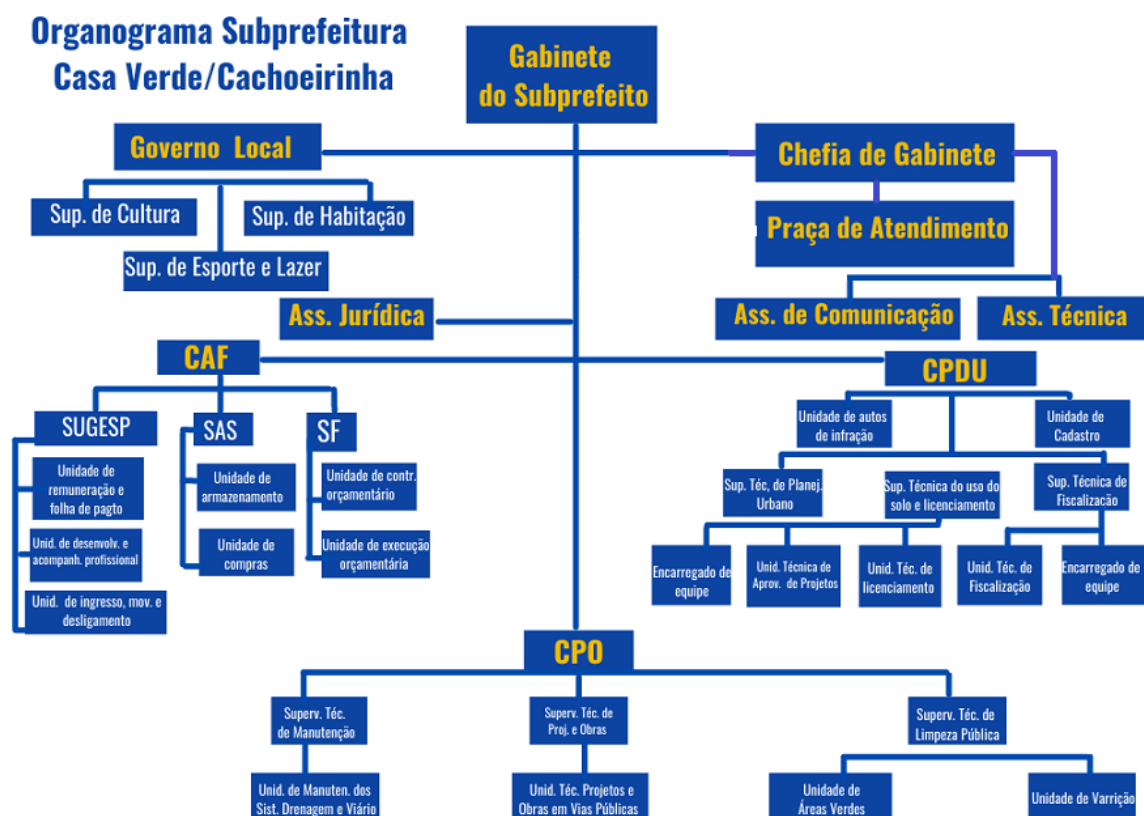 Organograma Subprefeitura
Casa Verde/Cachoeirinha
Gabinete
do Subprefeito
Governo Local
Chefia de Gabinete
Sup. de Cultura
Sup. de Habitação
Sup. de Esporte e Lazer
Praça de Atendimento
Ass. Jurídica
Ass. de Comunicação
Ass. Técnica
CAF
CPDU
SUGESP
SAS
SF
Unidade de
remuneração e
folha de pagto
Unid. de desenvolv. e
acompanh. profissional
Unid. de ingresso, mov. e
desligamento
Unidade de
armazenamento
Unidade de
compras
Unidade de contr.
orçamentário
Unidade de execução
orçamentária
Unidade de autos
de infração
Unidade de
Cadastro
Sup. Téc, de Planej.
Urbano
Sup. Técnica do uso do
solo e licenciamento
Sup. Técnica de
Fiscalização
Encarregado de
equipe
Unid. Técnica de
Aprov. de Projetos
Unid. Téc. de
licenciamento
Unid. Téc. de
Fiscalização
Encarregado de
equipe
CPO
Superv. Téc.
de Manutenção
Superv. Téc. de
Proj. e Obras
Superv. Téc. de
Limpeza Pública
Unid. de Manuten. dos
Sist. Drenagem e Viário
Unid. Téc. Projetos e
Obras em Vias Públicas
Unidade de
Áreas Verdes
Unidade de Varrição